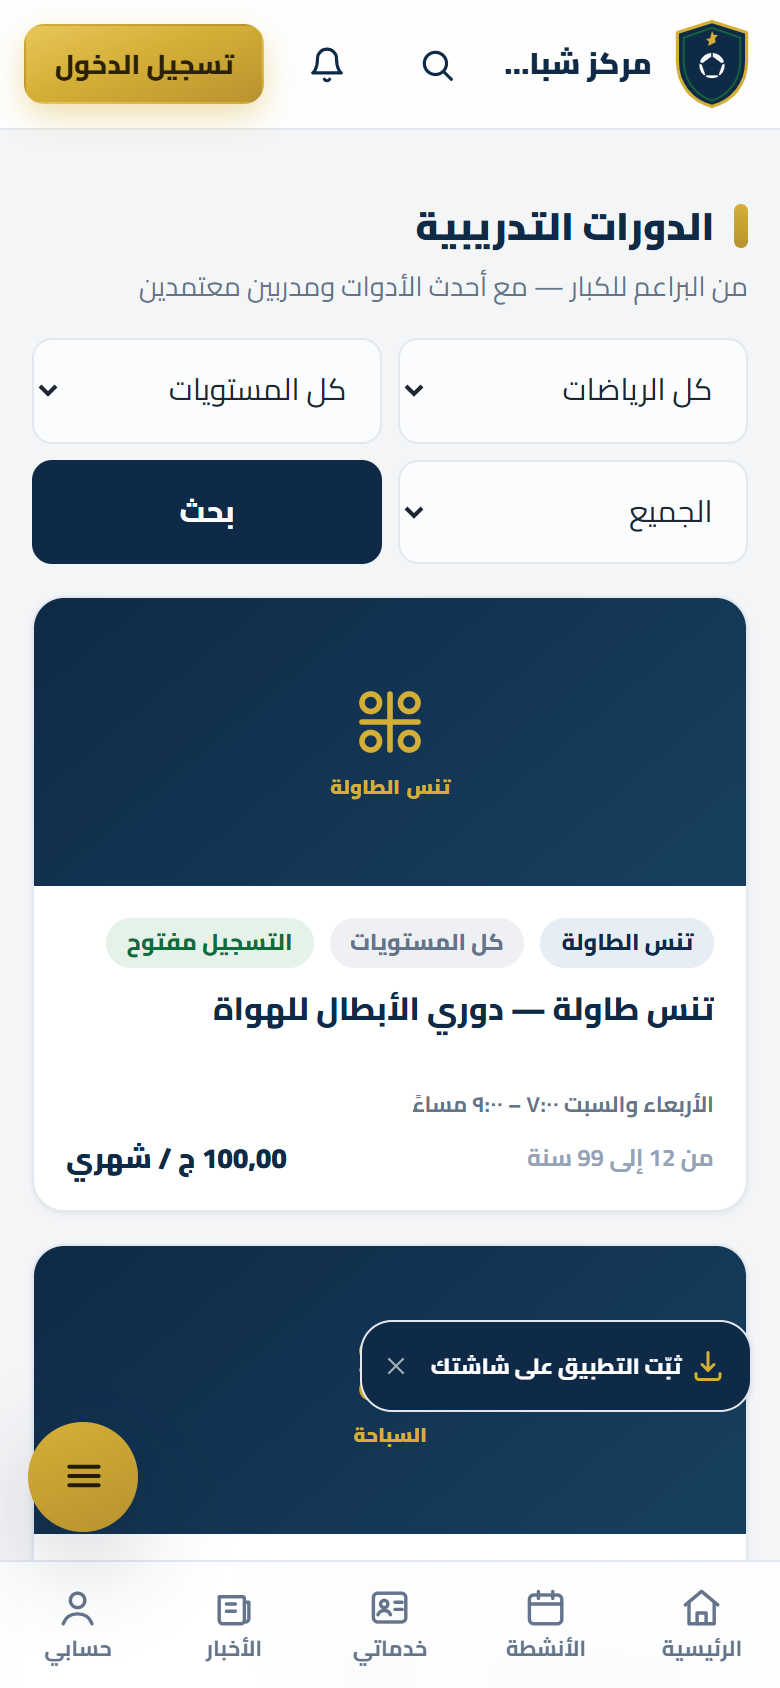 مركز شبا...
تسجيل الدخول
الدورات التدريبية
من البراعم للكبار — مع أحدث الأدوات ومدربين معتمدين
كل الرياضات
كل المستويات
الجميع
بحث
تنس الطاولة
تنس الطاولة
كل المستويات
التسجيل مفتوح
تنس طاولة — دوري الأبطال للهواة
الأربعاء والسبت ٧:٠٠ – ٩:٠٠ مساءً
من 12 إلى 99 سنة
100,00 ج / شهري
ثبّت التطبيق على شاشتك
السباحة
الرئيسية
الأنشطة
خدماتي
الأخبار
حسابي